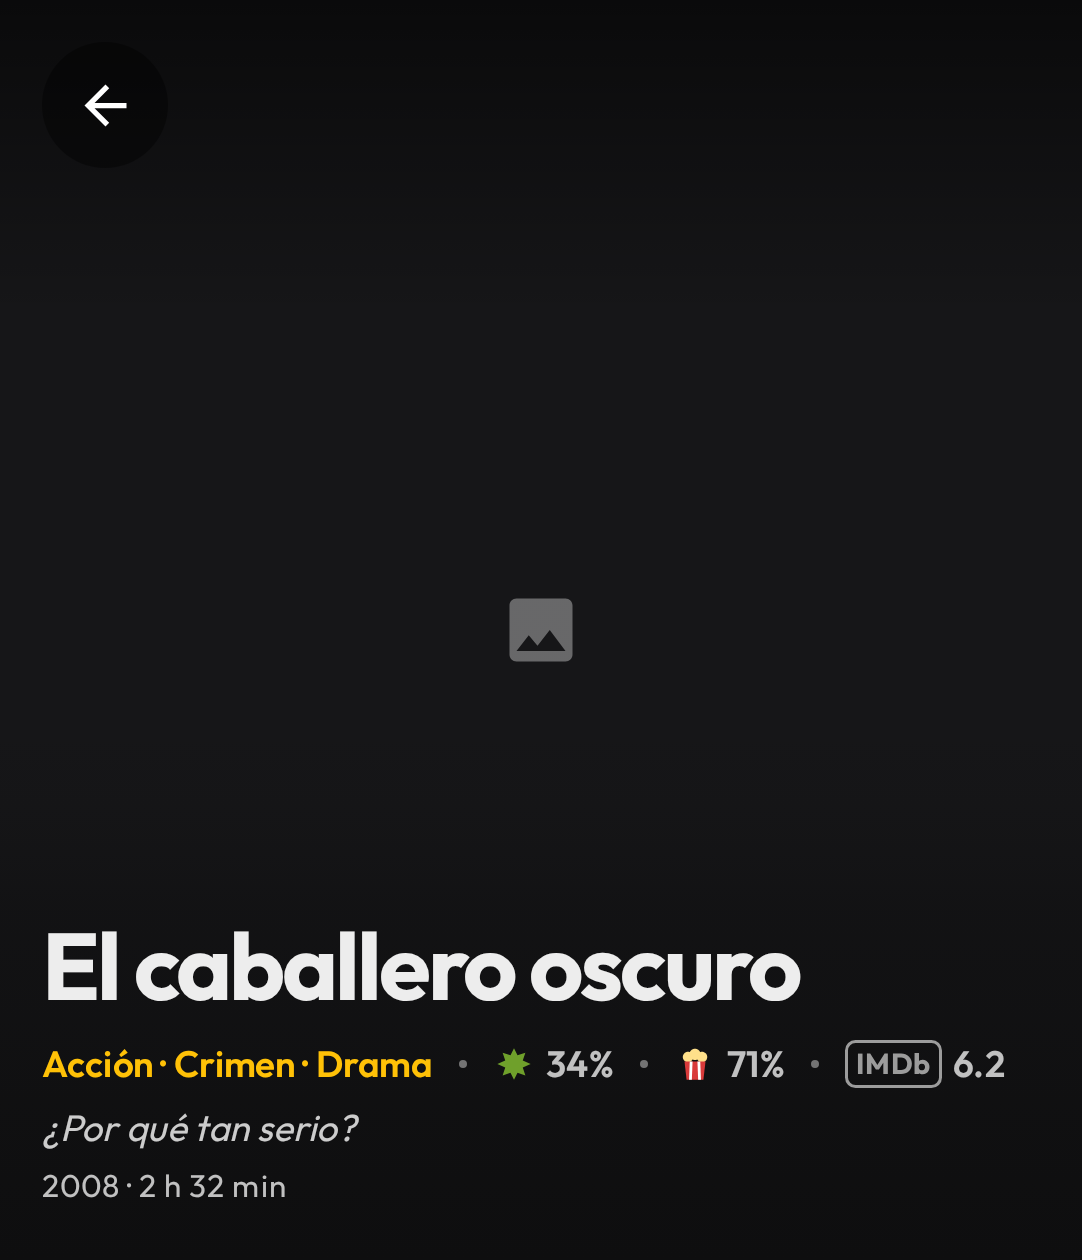 El caballero oscuro
Acción · Crimen · Drama • 34% • 71% • IMDb 6.2
¿Por qué tan serio?
2008 · 2 h 32 min